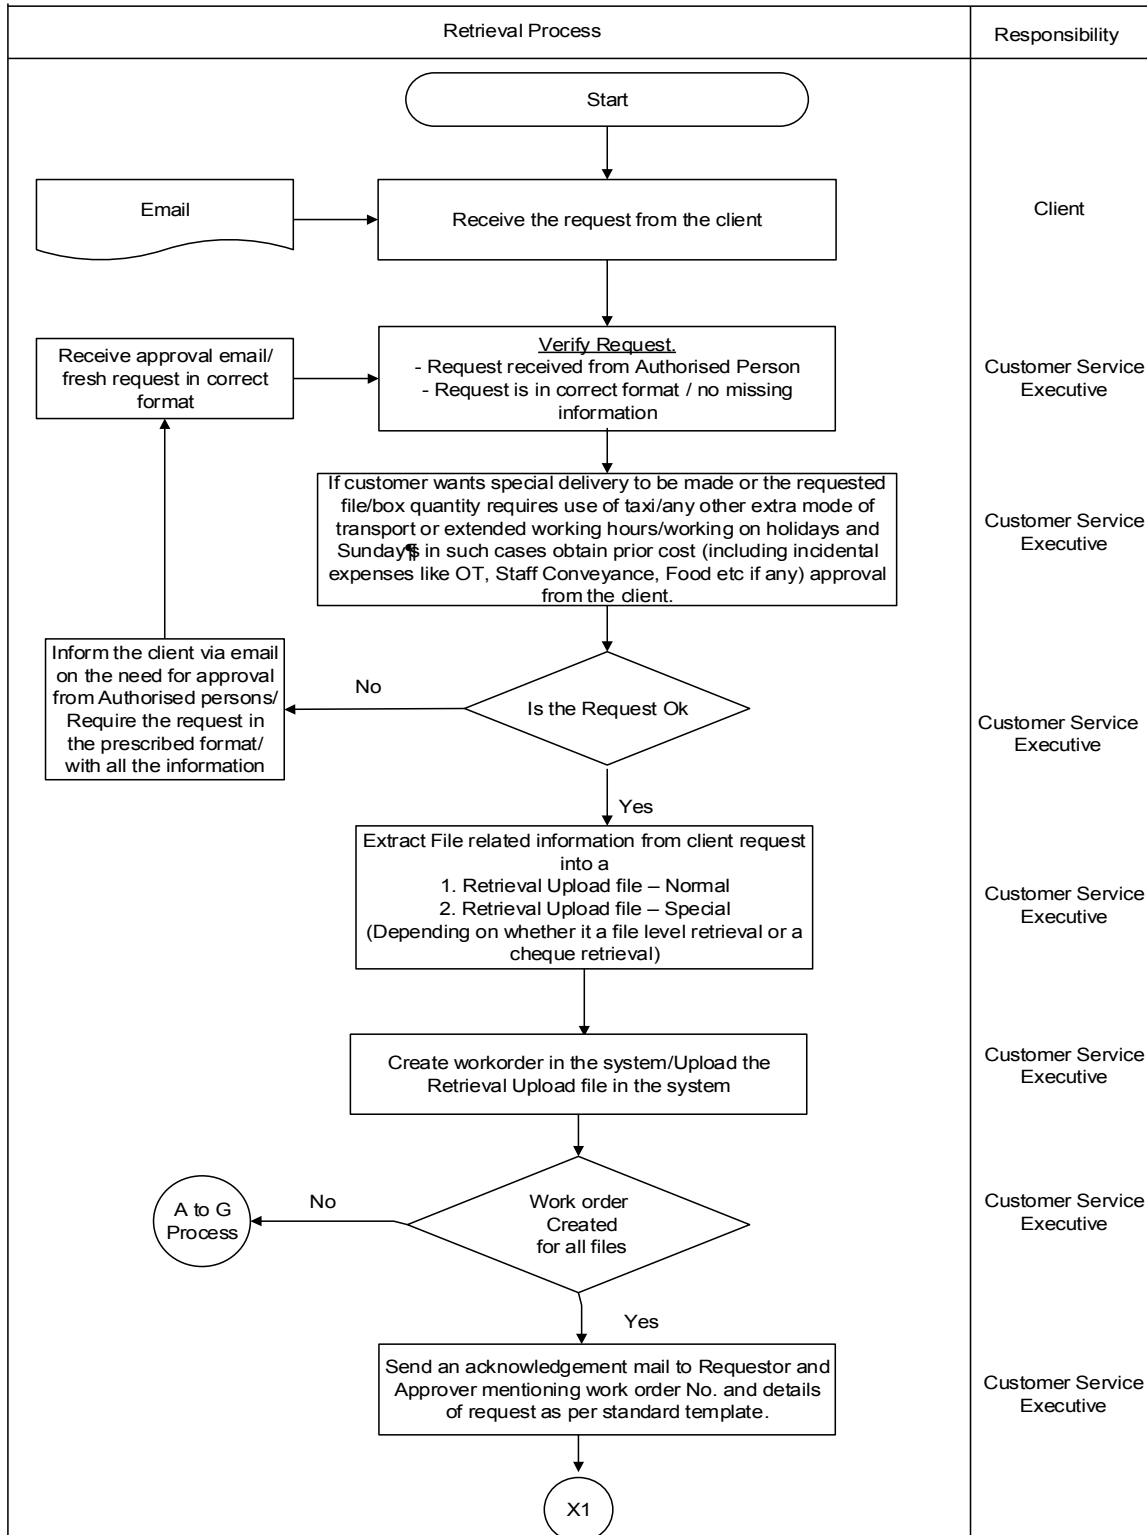 Retrieval Process
Responsibility
Start
Email
Receive the request from the client
Client
Receive approval email/
fresh request in correct
format
Verify Request.
- Request received from Authorised Person
- Request is in correct format / no missing
information
Customer Service
Executive
If customer wants special delivery to be made or the requested
file/box quantity requires use of taxi/any other extra mode of
transport or extended working hours/working on holidays and
Sunday¶s in such cases obtain prior cost (including incidental
expenses like OT, Staff Conveyance, Food etc if any) approval
from the client.
Customer Service
Executive
Inform the client via email
on the need for approval
from Authorised persons/
Require the request in
the prescribed format/
with all the information
No
Is the Request Ok
Customer Service
Executive
Yes
Extract File related information from client request
into a
1. Retrieval Upload file – Normal
2. Retrieval Upload file – Special
(Depending on whether it a file level retrieval or a
cheque retrieval)
Customer Service
Executive
Create workorder in the system/Upload the
Retrieval Upload file in the system
Customer Service
Executive
A to G
Process
No
Work order
Created
for all files
Customer Service
Executive
Yes
Send an acknowledgement mail to Requestor and
Approver mentioning work order No. and details
of request as per standard template.
Customer Service
Executive
X1